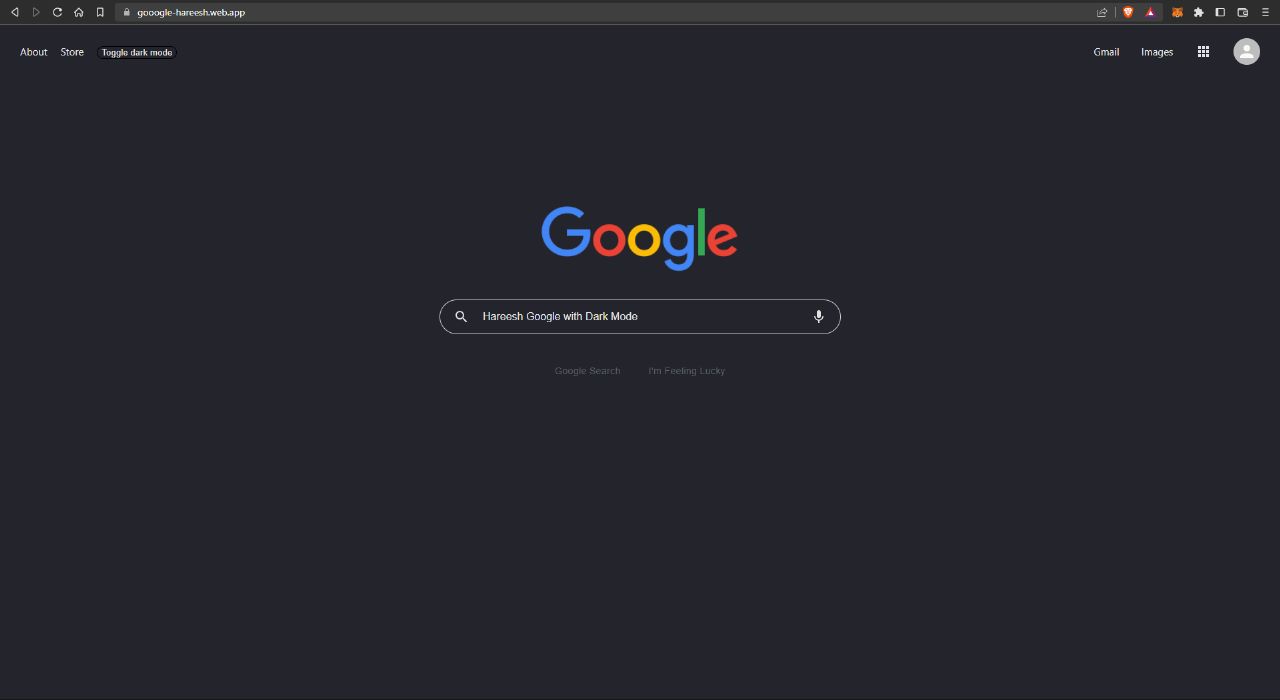 gooogle-hareesh.web.app
About Store Toggle dark mode Gmail Images
Google
Hareesh Google with Dark Mode
Google Search I'm Feeling Lucky